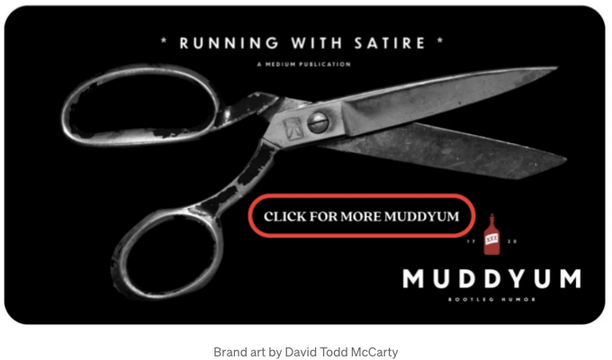 * RUNNING WITH SATIRE *
A MEDIUM PUBLICATION
CLICK FOR MORE MUDDYUM
17 XXX 20
MUDDYUM
BOOTLEG HUMOR
Brand art by David Todd McCarty